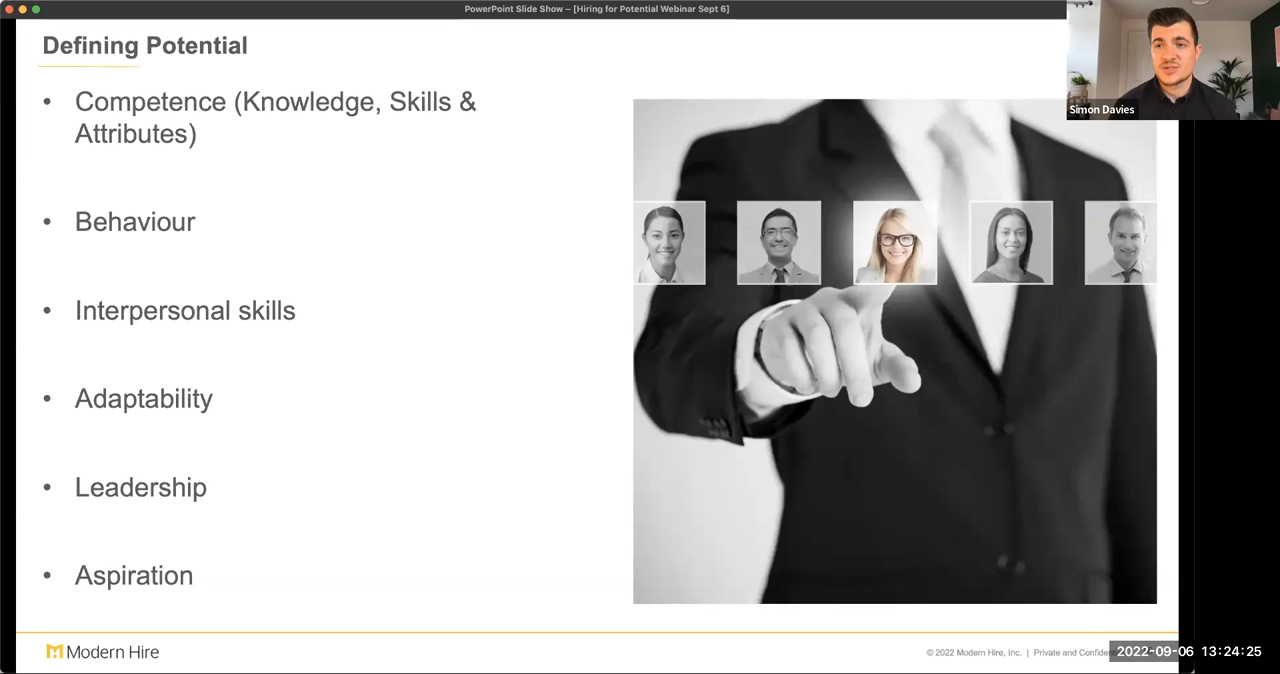 PowerPoint Slide Show – [Hiring for Potential Webinar Sept 6]
Defining Potential
• Competence (Knowledge, Skills &
Attributes)
• Behaviour
• Interpersonal skills
• Adaptability
• Leadership
• Aspiration
Simon Davies
Modern Hire
© 2022 Modern Hire, Inc. | Private and
2022-09-06 13:24:25